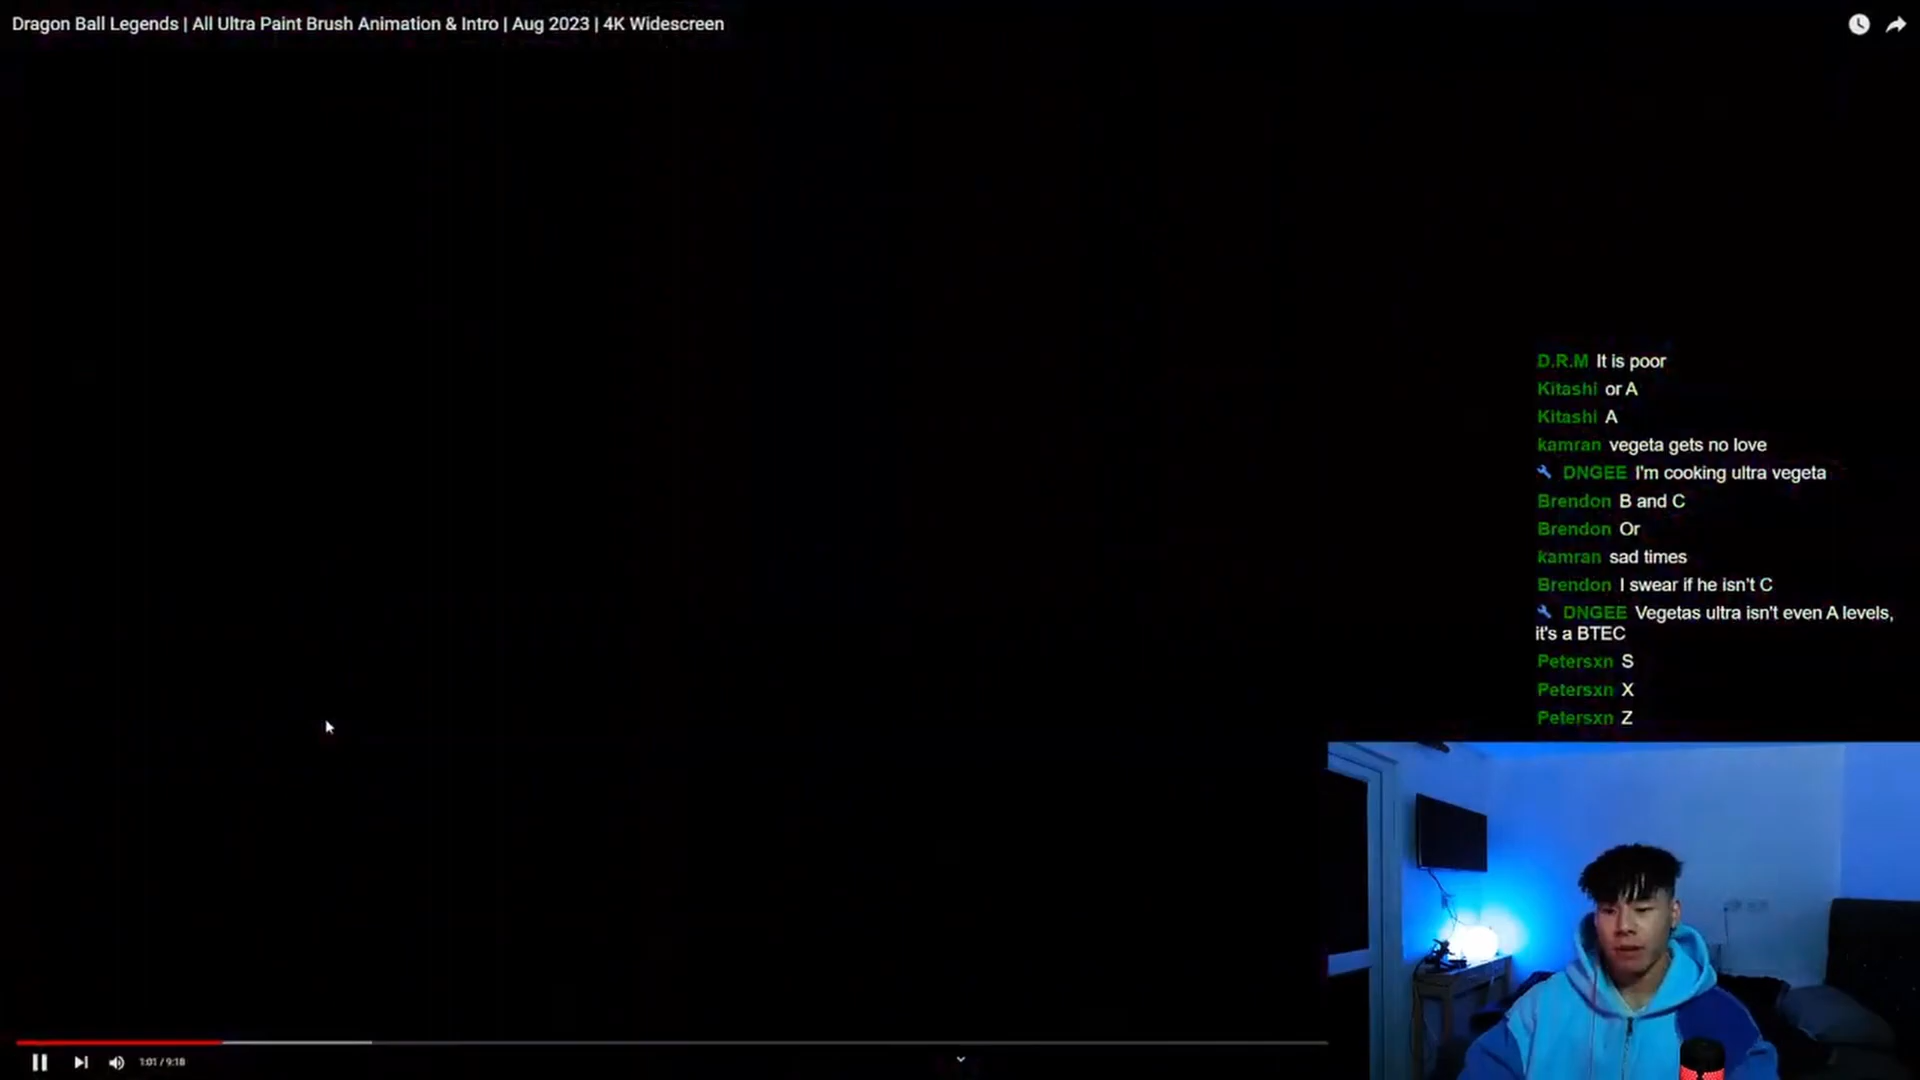 Dragon Ball Legends | All Ultra Paint Brush Animation & Intro | Aug 2023 | 4K Widescreen
D.R.M It is poor
Kitashi or A
Kitashi A
kamran vegeta gets no love
DNGEE I'm cooking ultra vegeta
Brendon B and C
Brendon Or
kamran sad times
Brendon I swear if he isn't C
DNGEE Vegetas ultra isn't even A levels,
it's a BTEC
Petersxn S
Petersxn X
Petersxn Z
1:01 / 9:18